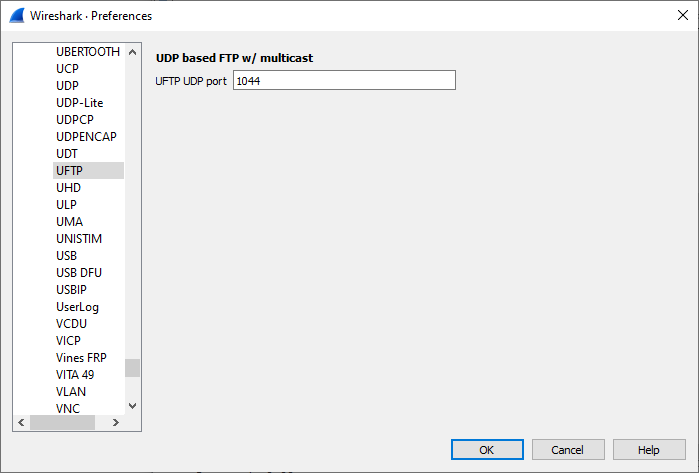 Wireshark · Preferences
UBERTOOTH
UCP
UDP
UDP-Lite
UDPCP
UDPENCAP
UDT
UFTP
UHD
ULP
UMA
UNISTIM
USB
USB DFU
USBIP
UserLog
VCDU
VICP
Vines FRP
VITA 49
VLAN
VNC
UDP based FTP w/ multicast
UFTP UDP port 1044
OK Cancel Help